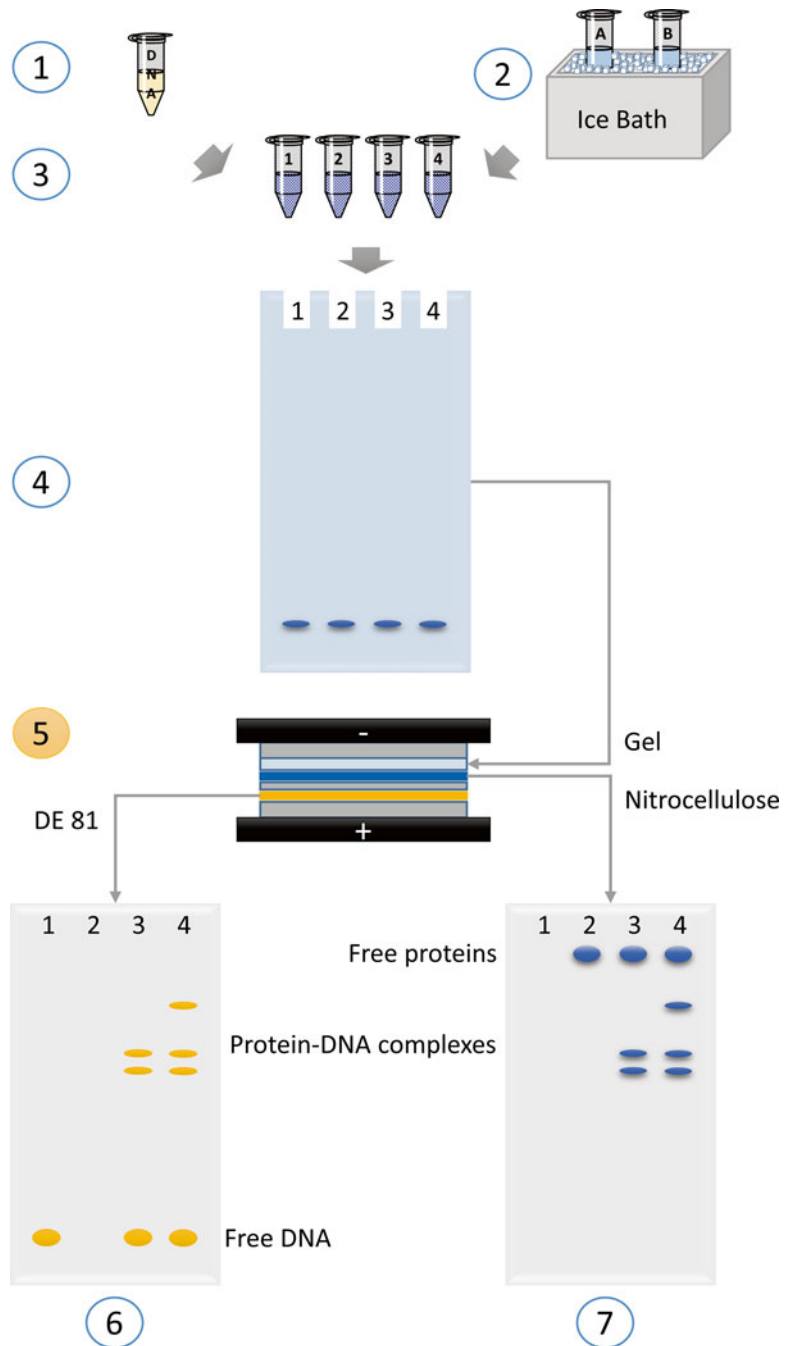 1
D
N
A
2
A B
Ice Bath
3
1 2 3 4
1 2 3 4
4
5
-
+
Gel
Nitrocellulose
DE 81
1 2 3 4
1 2 3 4
Free proteins
Protein-DNA complexes
Free DNA
6
7